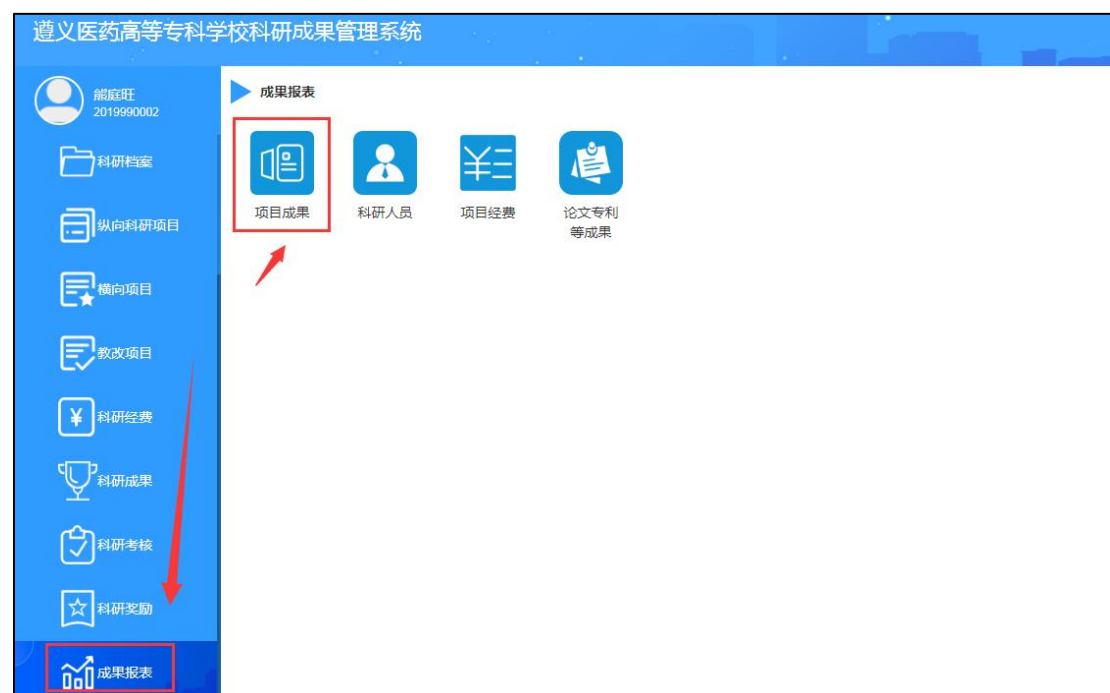 遵义医药高等专科学校科研成果管理系统
熊庭旺
2019990002
科研档案
纵向科研项目
横向项目
教改项目
科研经费
科研成果
科研考核
科研奖励
成果报表
成果报表
项目成果
科研人员
项目经费
论文专利
等成果